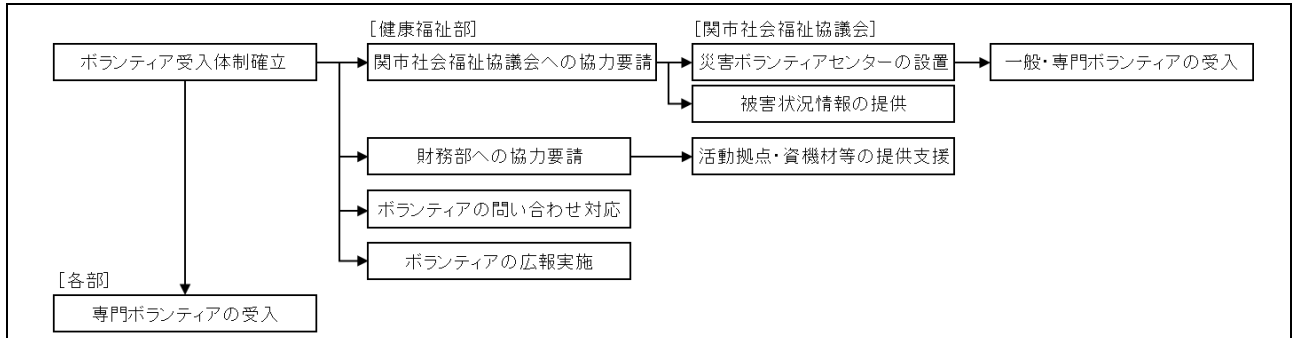 [健康福祉部]
[関市社会福祉協議会]
ボランティア受入体制確立
関市社会福祉協議会への協力要請
災害ボランティアセンターの設置
一般・専門ボランティアの受入
被害状況情報の提供
財務部への協力要請
活動拠点・資機材等の提供支援
ボランティアの問い合わせ対応
ボランティアの広報実施
[各部]
専門ボランティアの受入